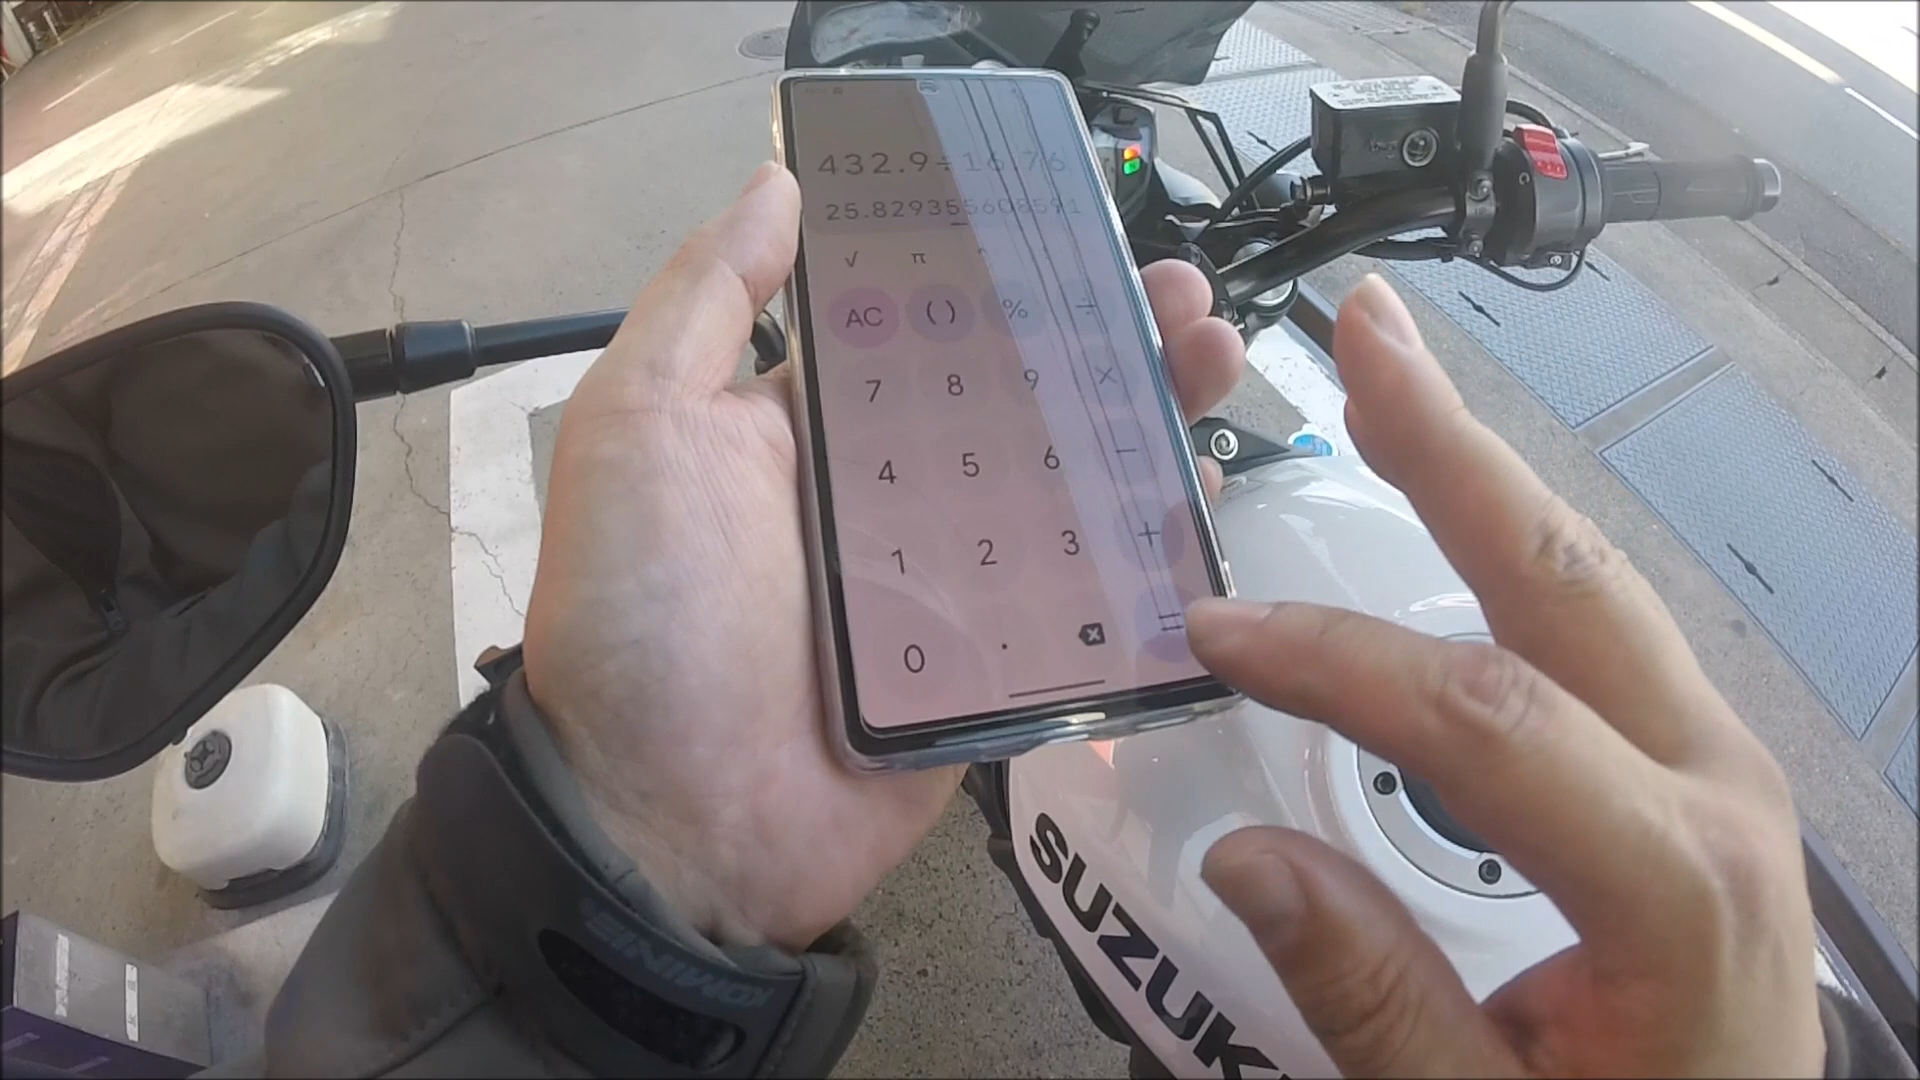 432.9÷16.76
25.829355608591
√ π ^
AC ( ) % ÷
7 8 9 ×
4 5 6 −
1 2 3 +
0 . =
SUZUKI
KOMINE